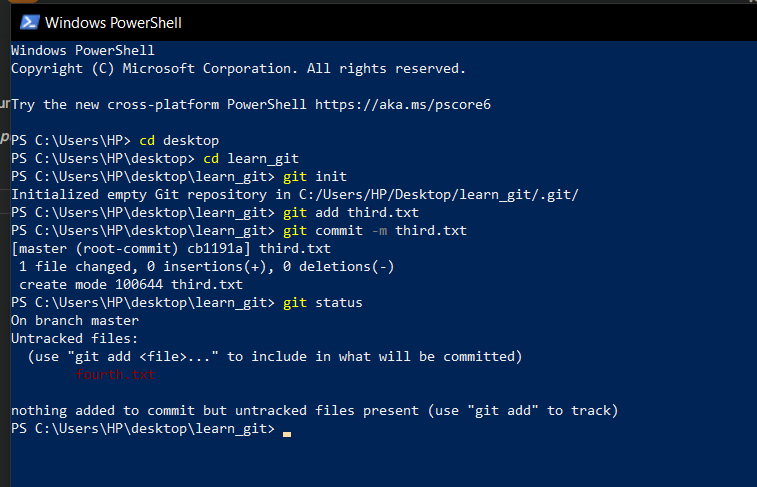 Windows PowerShell
Windows PowerShell
Copyright (C) Microsoft Corporation. All rights reserved.
Try the new cross-platform PowerShell https://aka.ms/pscore6
PS C:\Users\HP> cd desktop
PS C:\Users\HP\desktop> cd learn_git
PS C:\Users\HP\desktop\learn_git> git init
Initialized empty Git repository in C:/Users/HP/Desktop/learn_git/.git/
PS C:\Users\HP\desktop\learn_git> git add third.txt
PS C:\Users\HP\desktop\learn_git> git commit -m third.txt
[master (root-commit) cb1191a] third.txt
 1 file changed, 0 insertions(+), 0 deletions(-)
 create mode 100644 third.txt
PS C:\Users\HP\desktop\learn_git> git status
On branch master
Untracked files:
  (use "git add <file>..." to include in what will be committed)
        fourth.txt
nothing added to commit but untracked files present (use "git add" to track)
PS C:\Users\HP\desktop\learn_git>